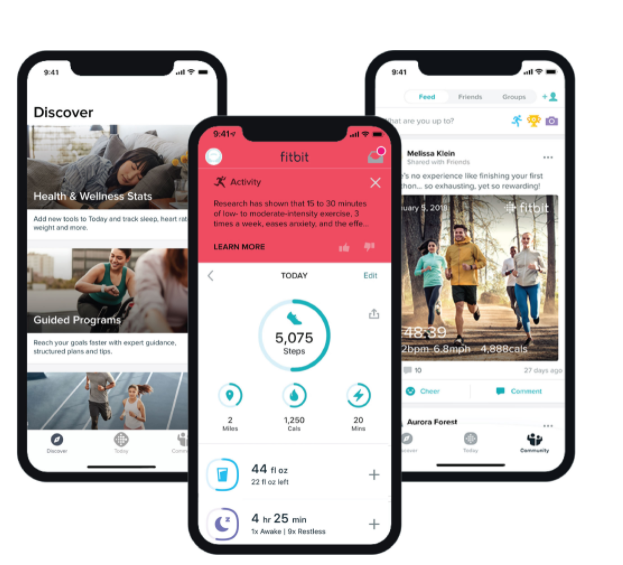 9:41
Discover
Health & Wellness Stats
Add new tools to Today and track sleep, heart rat
weight and more.
Guided Programs
Reach your goals faster with expert guidance,
structured plans and tips.
Discover
Today
Comm
9:41
fitbit
Activity
Research has shown that 15 to 30 minutes
of low- to moderate-intensity exercise, 3
times a week, eases anxiety, and the effe...
LEARN MORE
TODAY
Edit
5,075
Steps
2
Miles
1,250
Cals
20
Mins
44 fl oz
22 fl oz left
4 hr 25 min
1x Awake | 9x Restless
9:41
Feed
Friends
Groups
hat are you up to?
Melissa Klein
Shared with Friends
's no experience like finishing your first
thon... so exhausting, yet so rewarding!
uary 5, 2018
fitbit
48:39
2bpm 6.8mph 4,888cals
10
27 days ago
Cheer
Comment
Aurora Forest
over
Today
Community